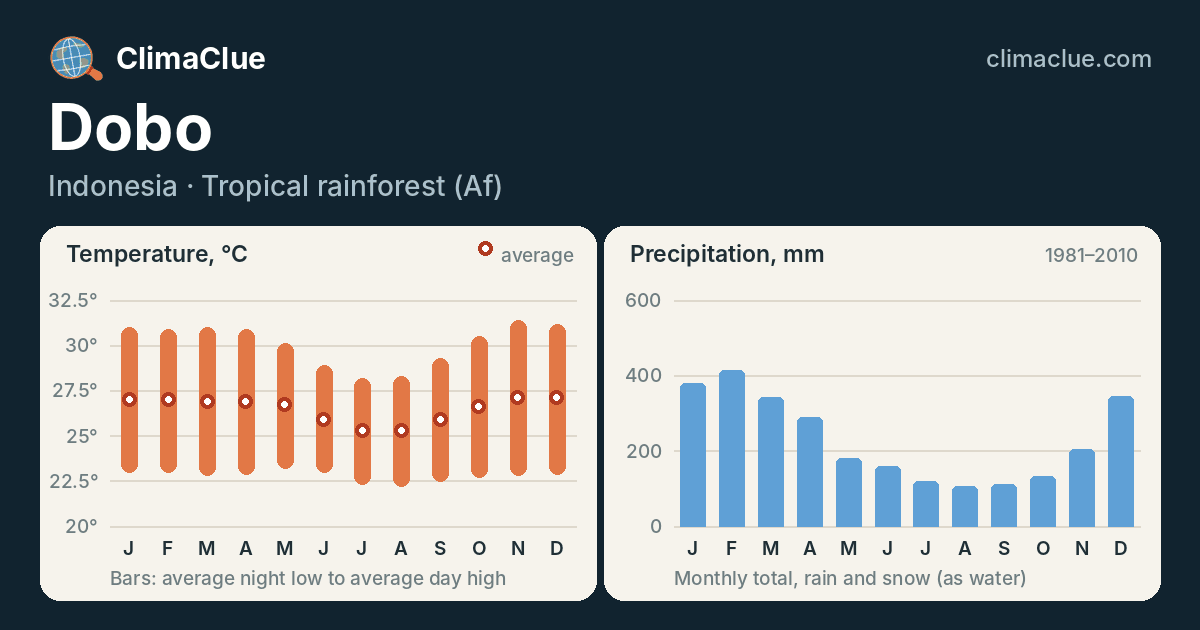 ClimaClue
climaclue.com
Dobo
Indonesia · Tropical rainforest (Af)
Temperature, °C
average
32.5°
30°
27.5°
25°
22.5°
20°
J F M A M J J A S O N D
Bars: average night low to average day high
Precipitation, mm
1981–2010
600
400
200
0
J F M A M J J A S O N D
Monthly total, rain and snow (as water)